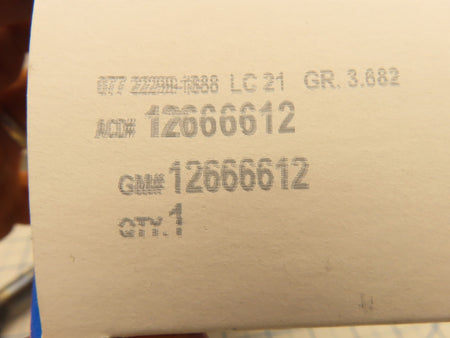 LC 21 GR. 3.682
ACD# 12666612
GM# 12666612
QTY. 1